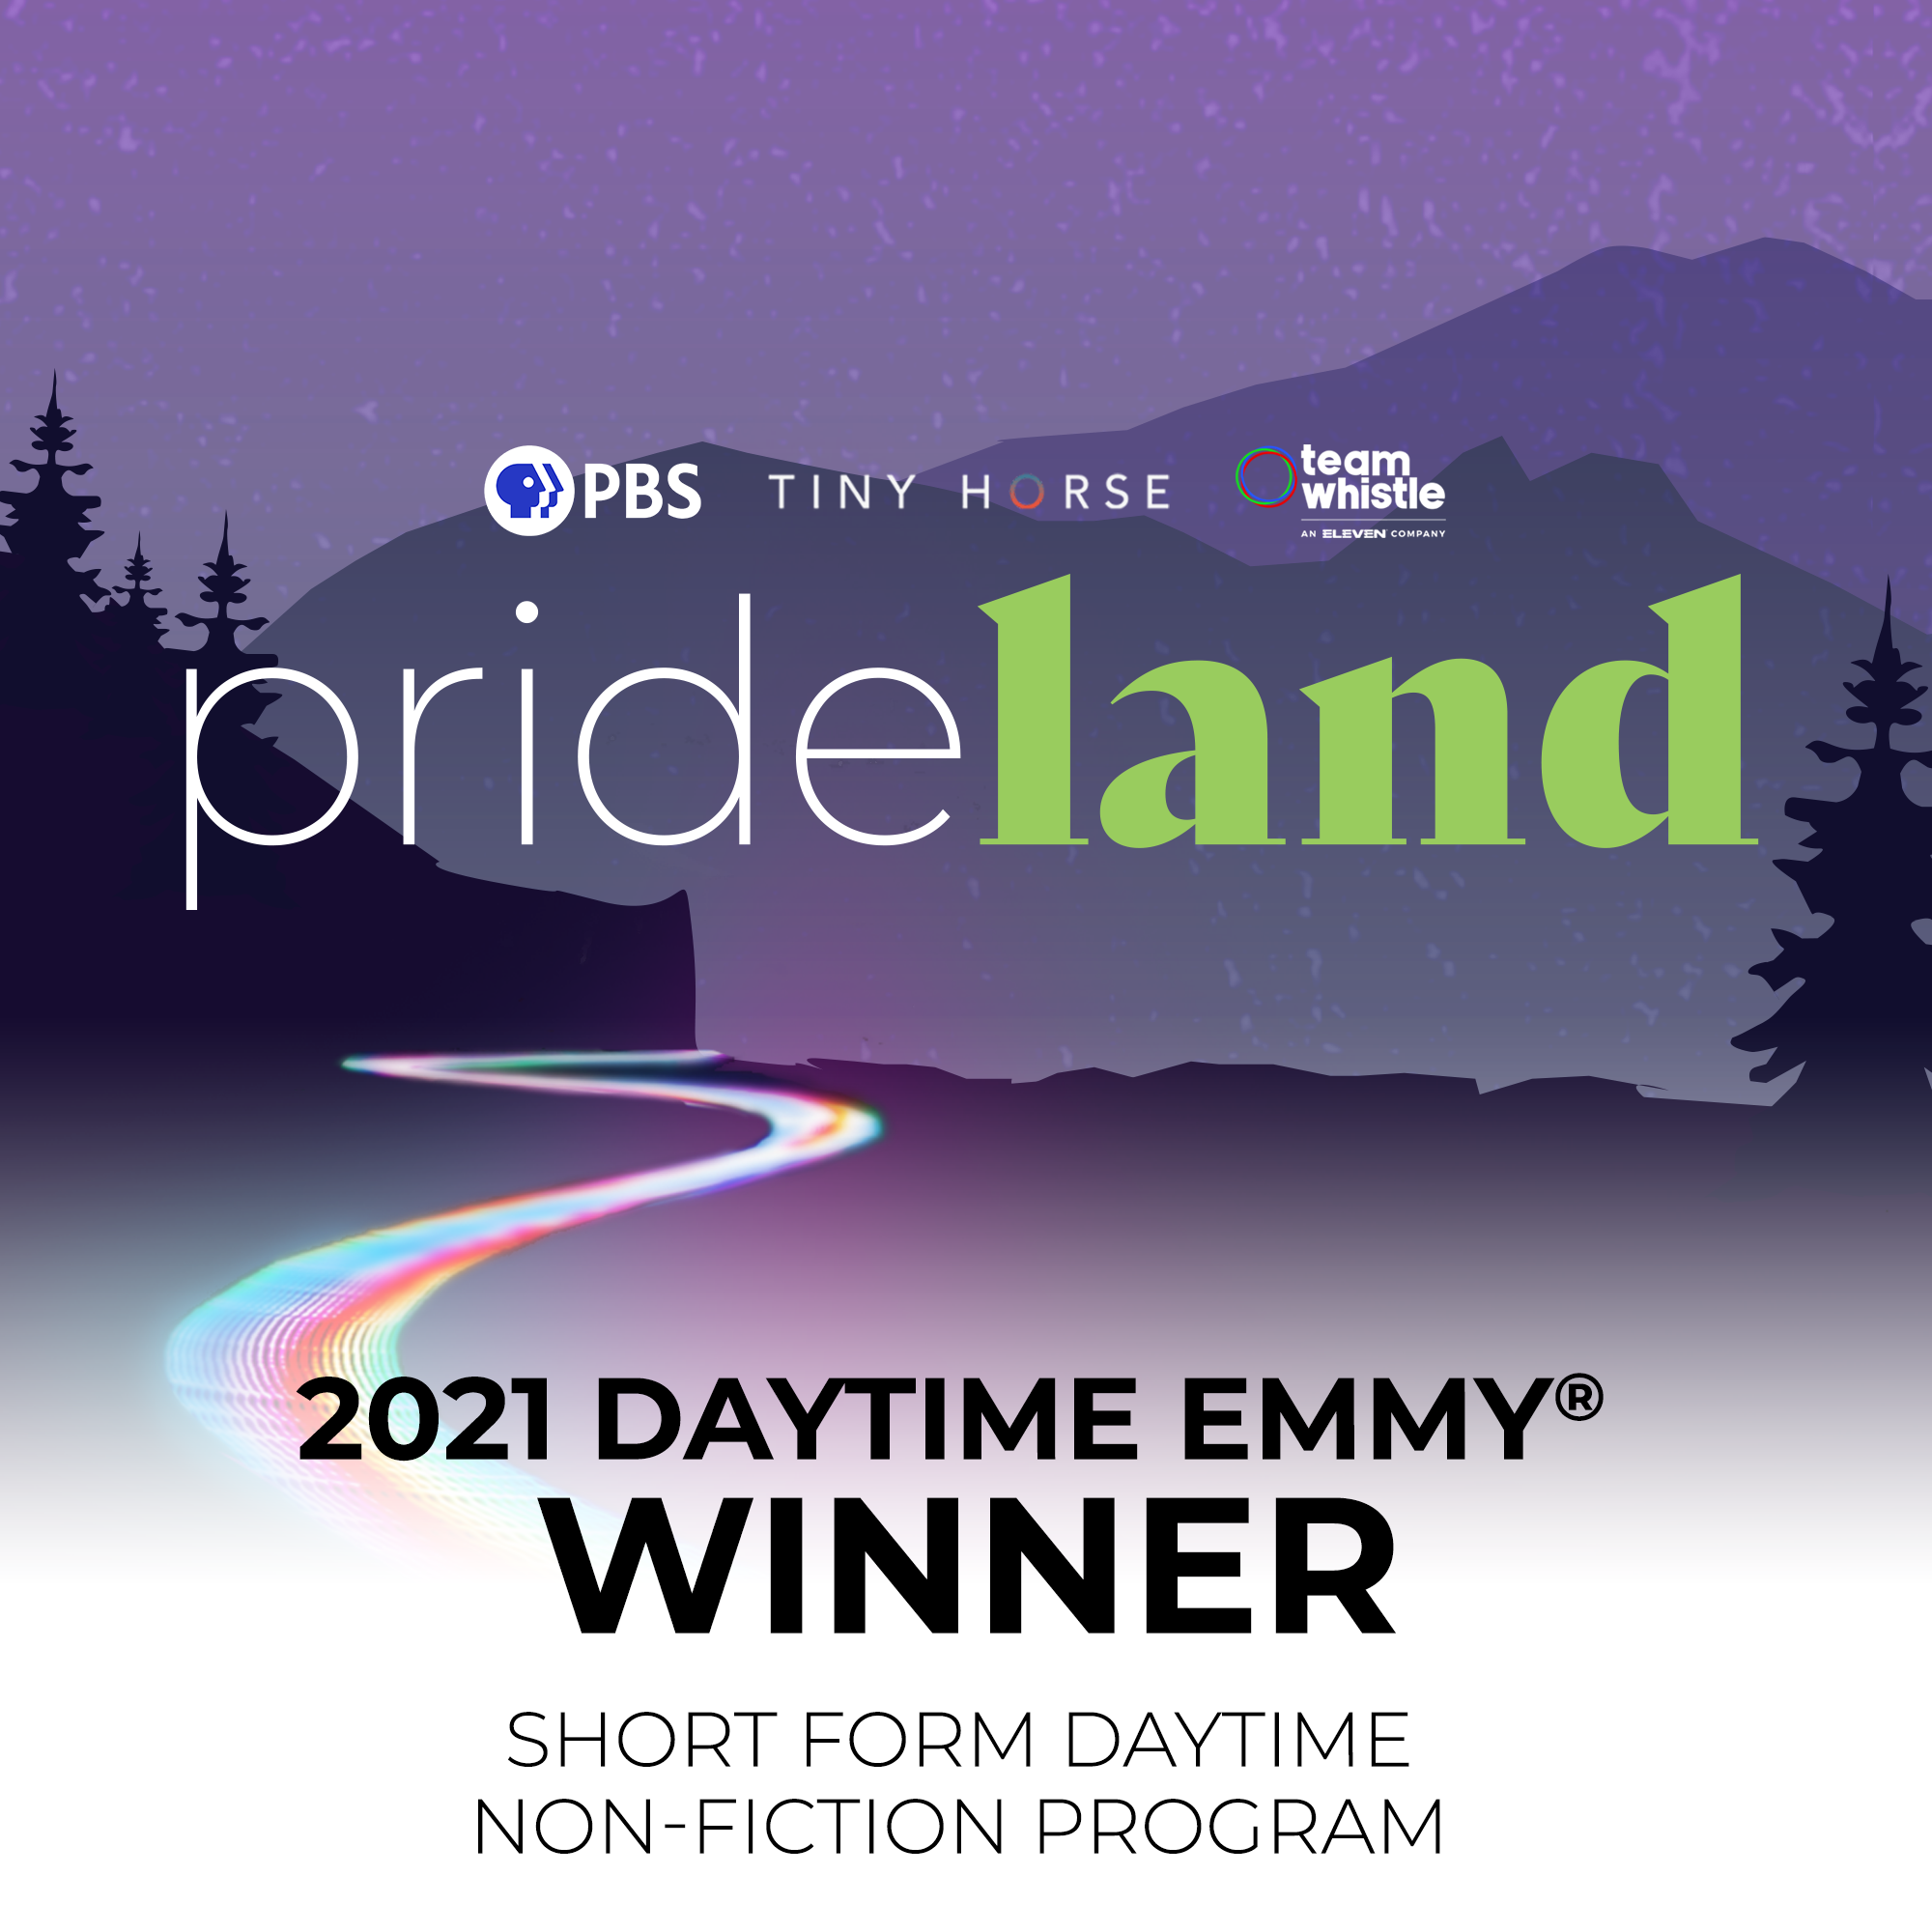 PBS TINY HORSE team whistle
AN ELEVEN COMPANY
prideland
2021 DAYTIME EMMY®
WINNER
SHORT FORM DAYTIME
NON-FICTION PROGRAM